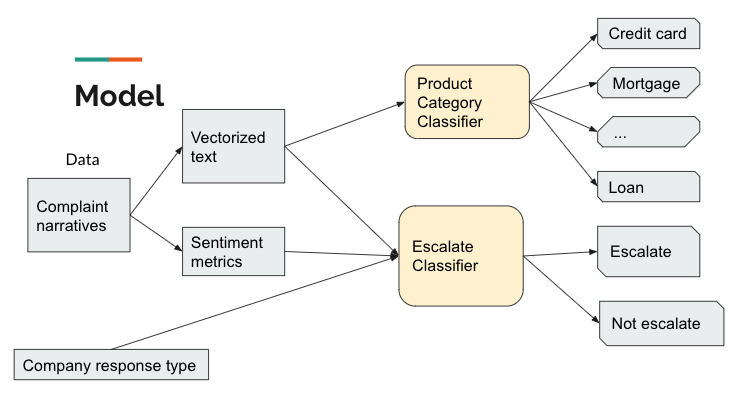 Model
Data
Complaint
narratives
Vectorized
text
Sentiment
metrics
Company response type
Product
Category
Classifier
Escalate
Classifier
Credit card
Mortgage
...
Loan
Escalate
Not escalate